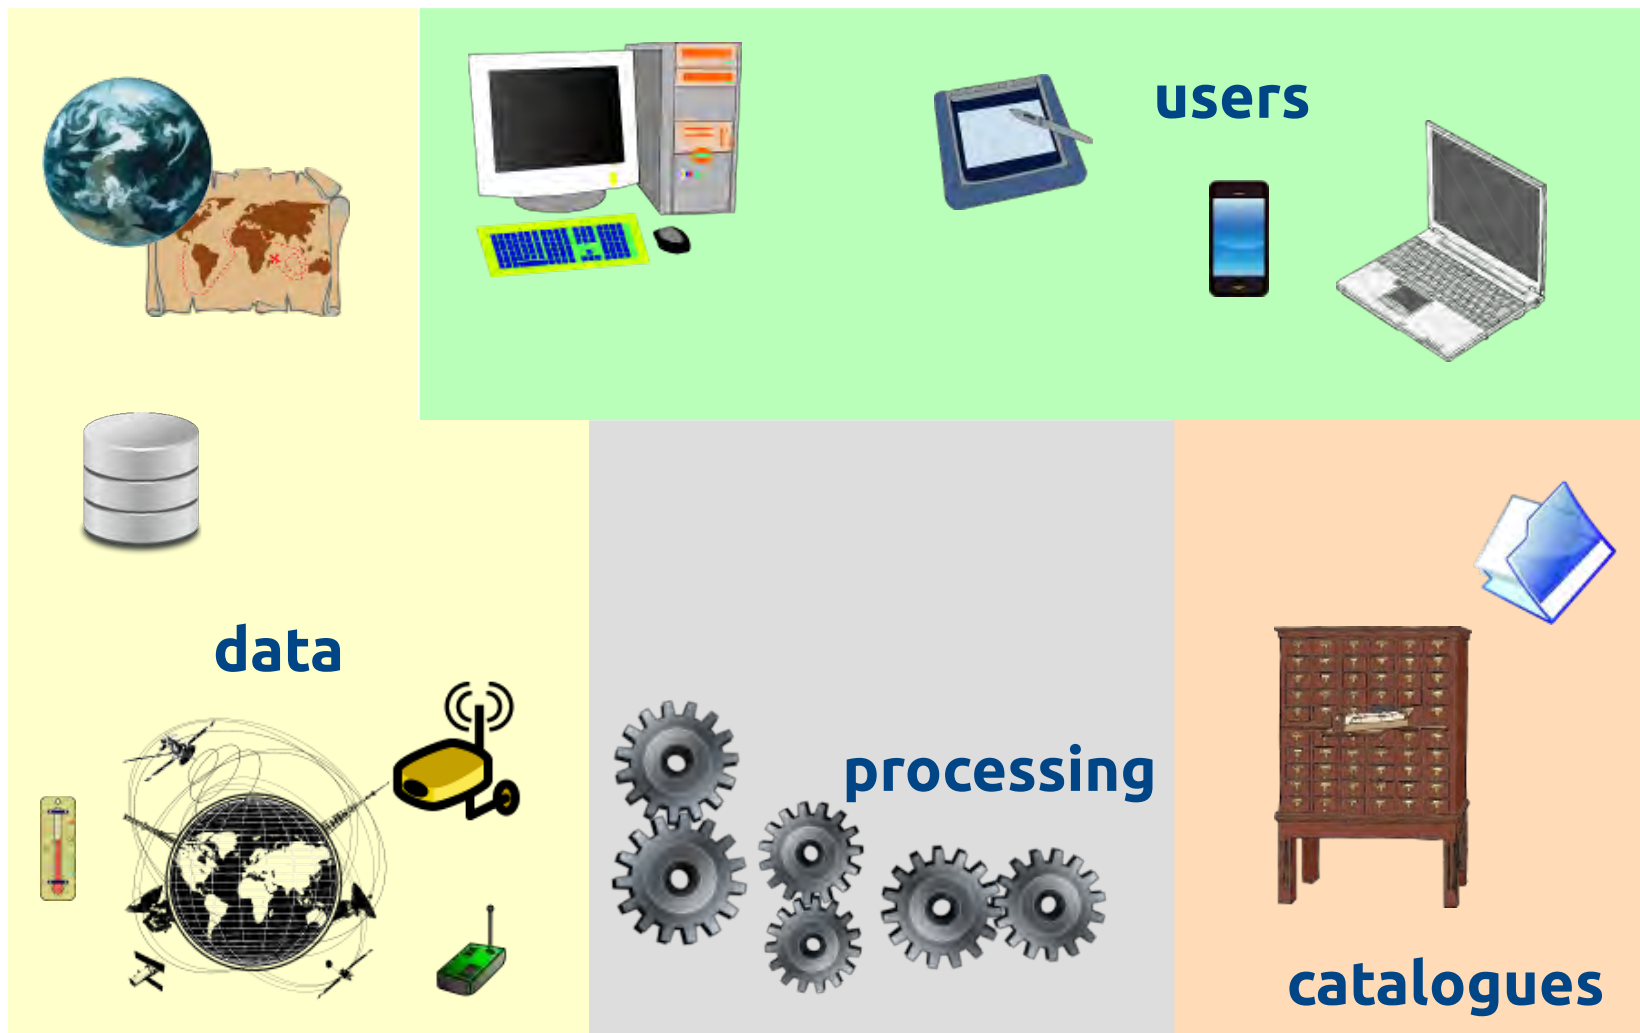 users
data
processing
catalogues